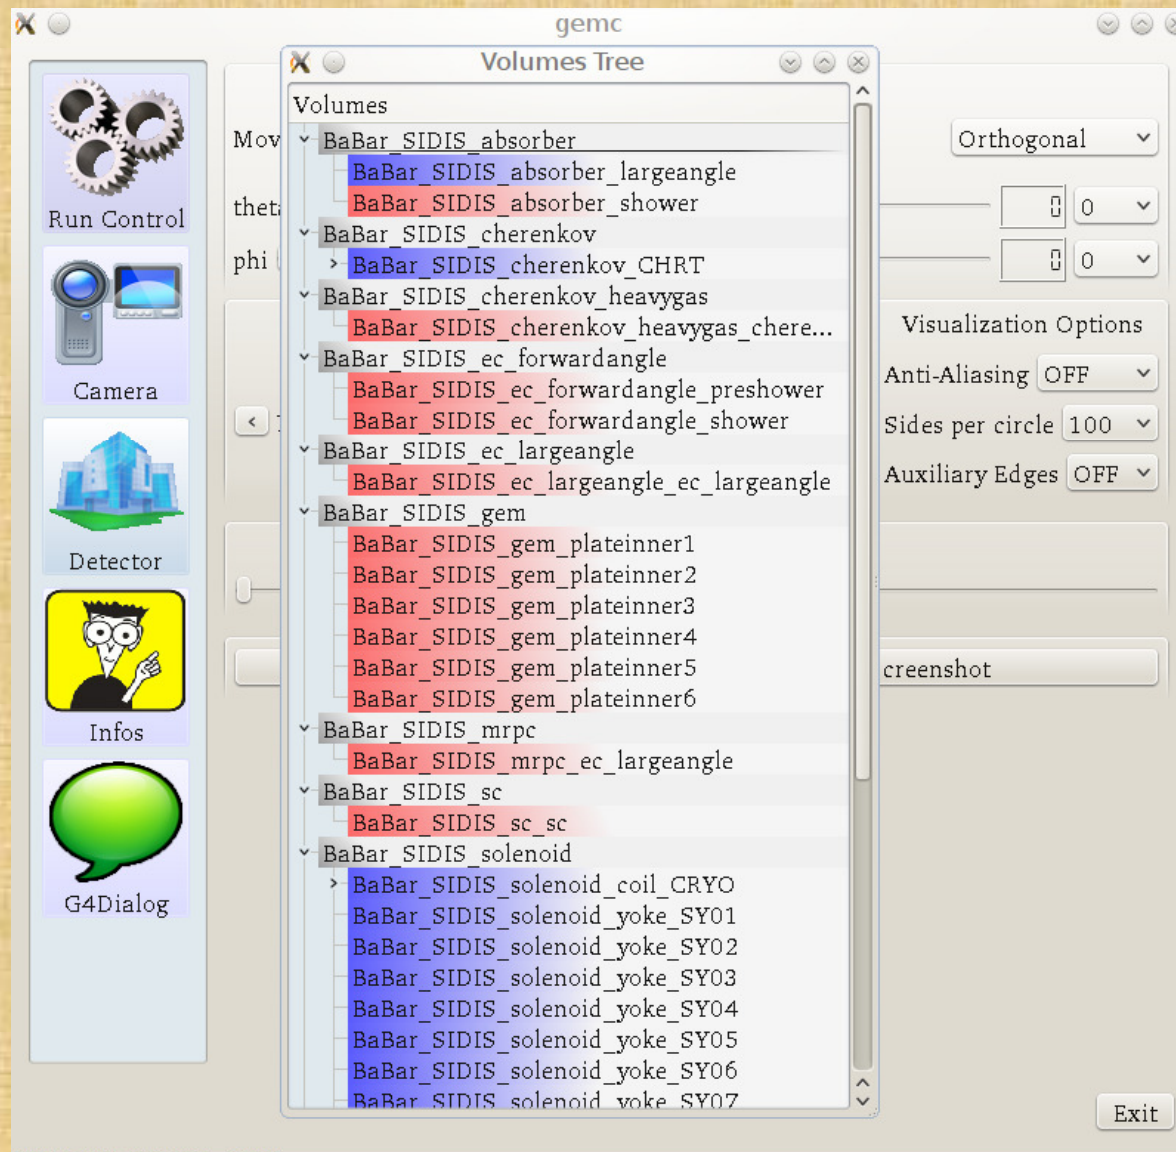 gemc
Volumes Tree
Volumes
BaBar_SIDIS_absorber
BaBar_SIDIS_absorber_largeangle
BaBar_SIDIS_absorber_shower
BaBar_SIDIS_cherenkov
BaBar_SIDIS_cherenkov_CHRT
BaBar_SIDIS_cherenkov_heavygas
BaBar_SIDIS_cherenkov_heavygas_chere...
BaBar_SIDIS_ec_forwardangle
BaBar_SIDIS_ec_forwardangle_preshower
BaBar_SIDIS_ec_forwardangle_shower
BaBar_SIDIS_ec_largeangle
BaBar_SIDIS_ec_largeangle_ec_largeangle
BaBar_SIDIS_gem
BaBar_SIDIS_gem_plateinner1
BaBar_SIDIS_gem_plateinner2
BaBar_SIDIS_gem_plateinner3
BaBar_SIDIS_gem_plateinner4
BaBar_SIDIS_gem_plateinner5
BaBar_SIDIS_gem_plateinner6
BaBar_SIDIS_mrpc
BaBar_SIDIS_mrpc_ec_largeangle
BaBar_SIDIS_sc
BaBar_SIDIS_sc_sc
BaBar_SIDIS_solenoid
BaBar_SIDIS_solenoid_coil_CRYO
BaBar_SIDIS_solenoid_yoke_SY01
BaBar_SIDIS_solenoid_yoke_SY02
BaBar_SIDIS_solenoid_yoke_SY03
BaBar_SIDIS_solenoid_yoke_SY04
BaBar_SIDIS_solenoid_yoke_SY05
BaBar_SIDIS_solenoid_yoke_SY06
BaBar_SIDIS_solenoid_yoke_SY07
Run Control
Camera
Detector
Infos
G4Dialog
Mov
Orthogonal
thet
0 0
phi
0 0
Visualization Options
Anti-Aliasing OFF
Sides per circle 100
Auxiliary Edges OFF
creenshot
Exit